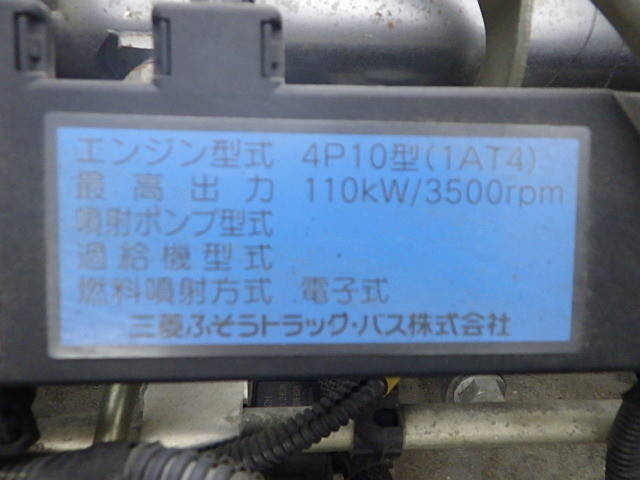 エンジン型式 4P10型(1AT4)
最高出力 110kW/3500rpm
噴射ポンプ型式
過給機型式
燃料噴射方式 電子式
三菱ふそうトラック・バス株式会社